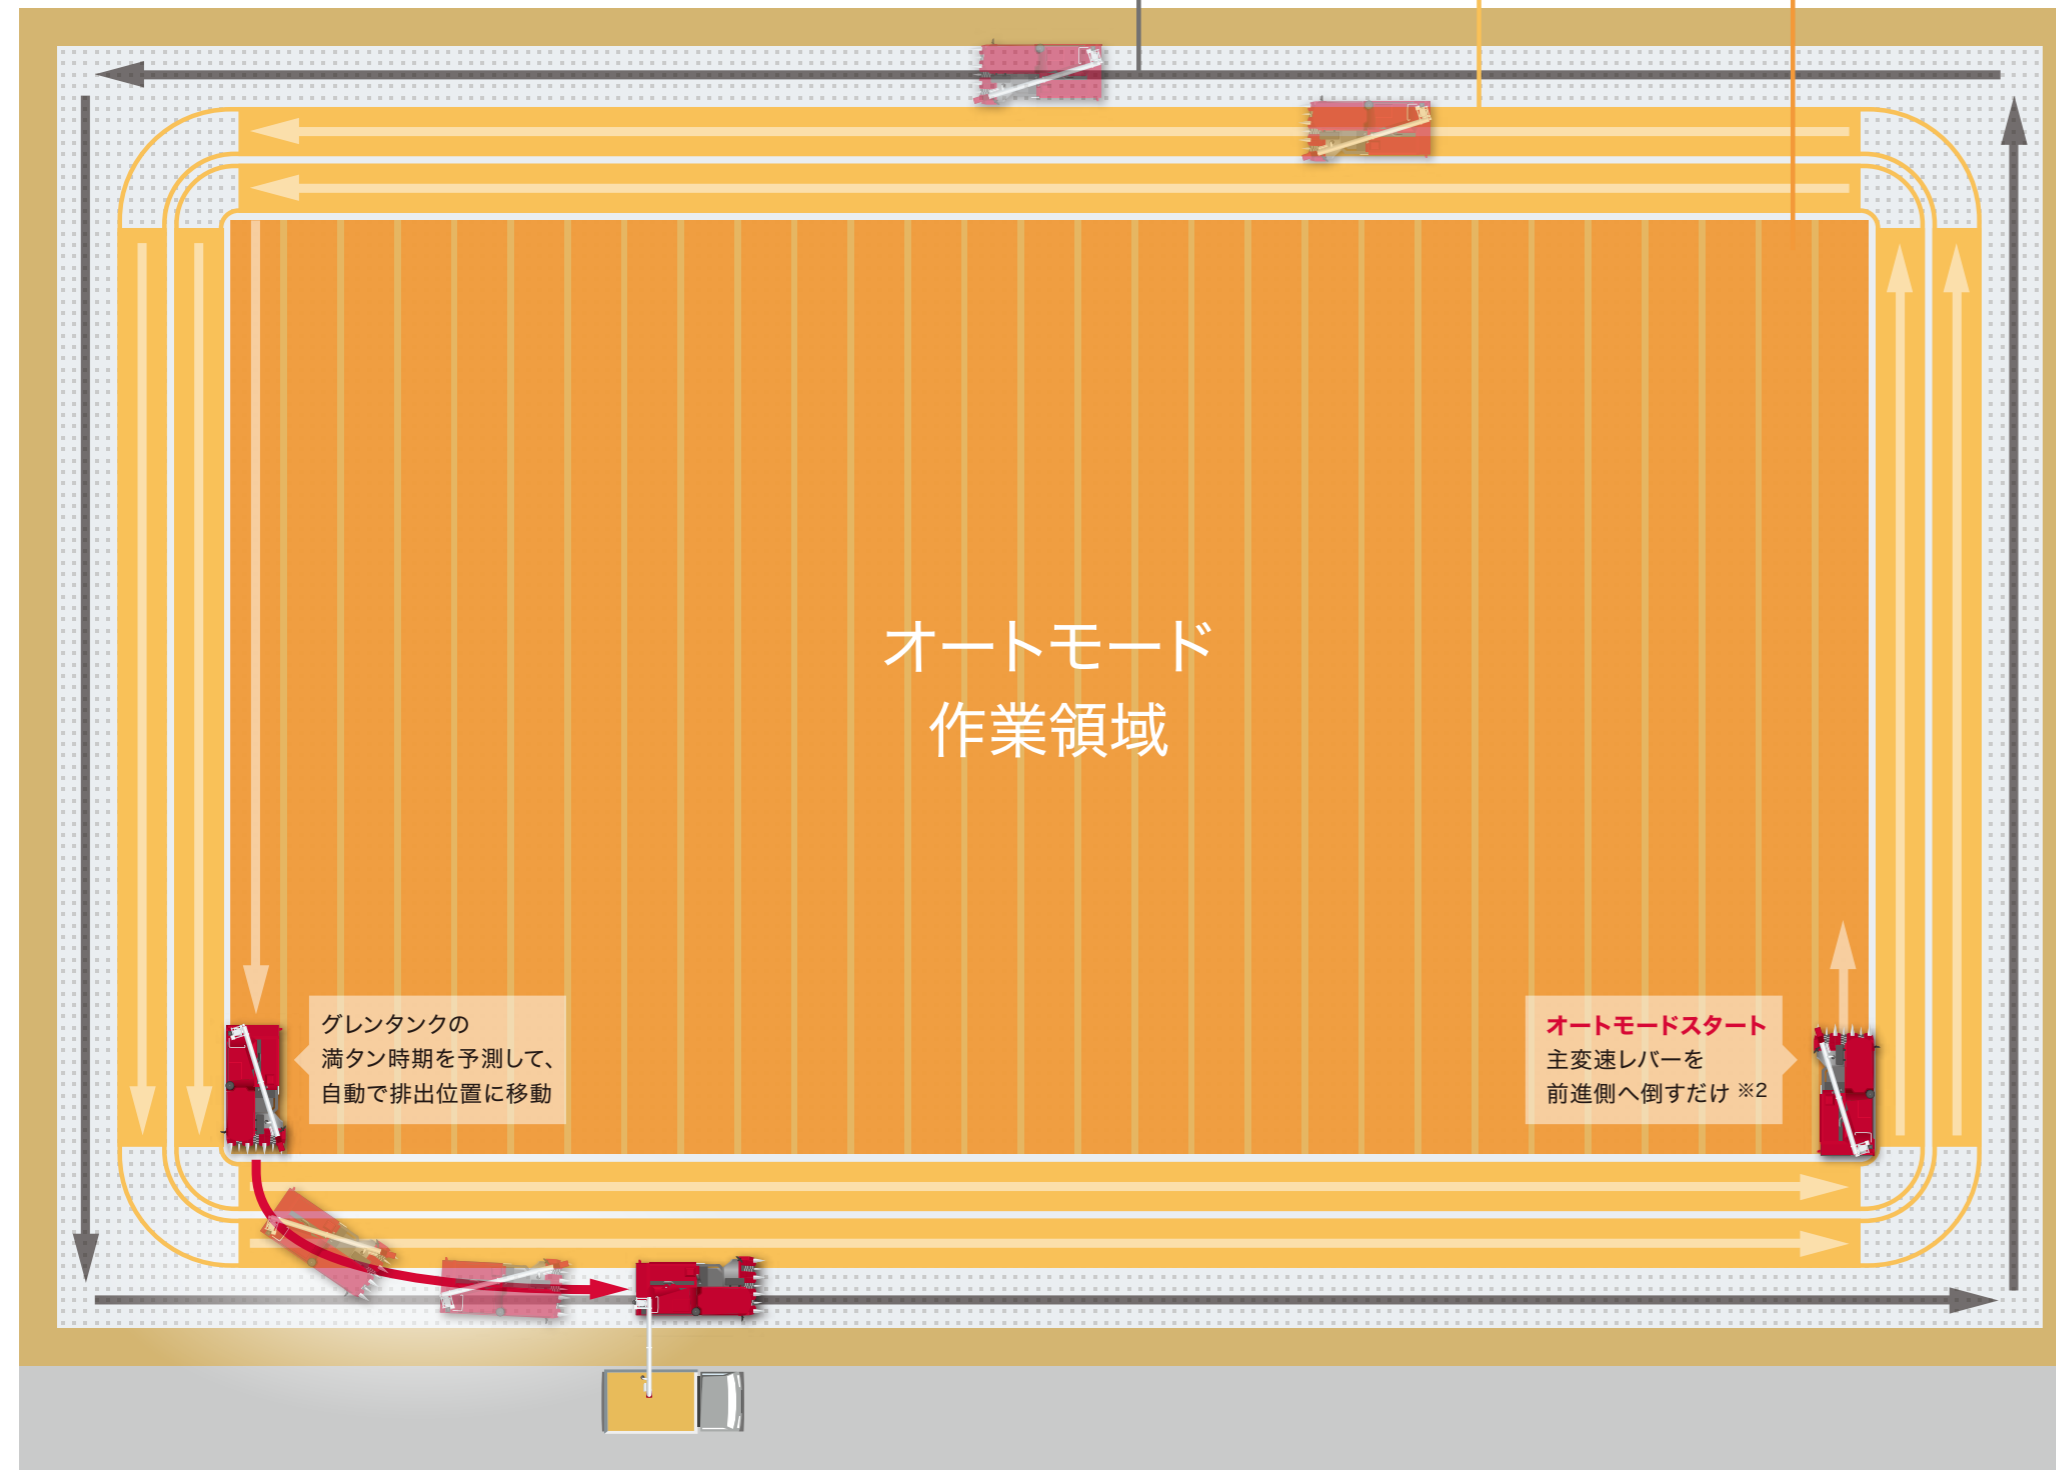 オートモード
作業領域
グレンタンクの
満タン時期を予測して、
自動で排出位置に移動
オートモードスタート
主変速レバーを
前進側へ倒すだけ ※2